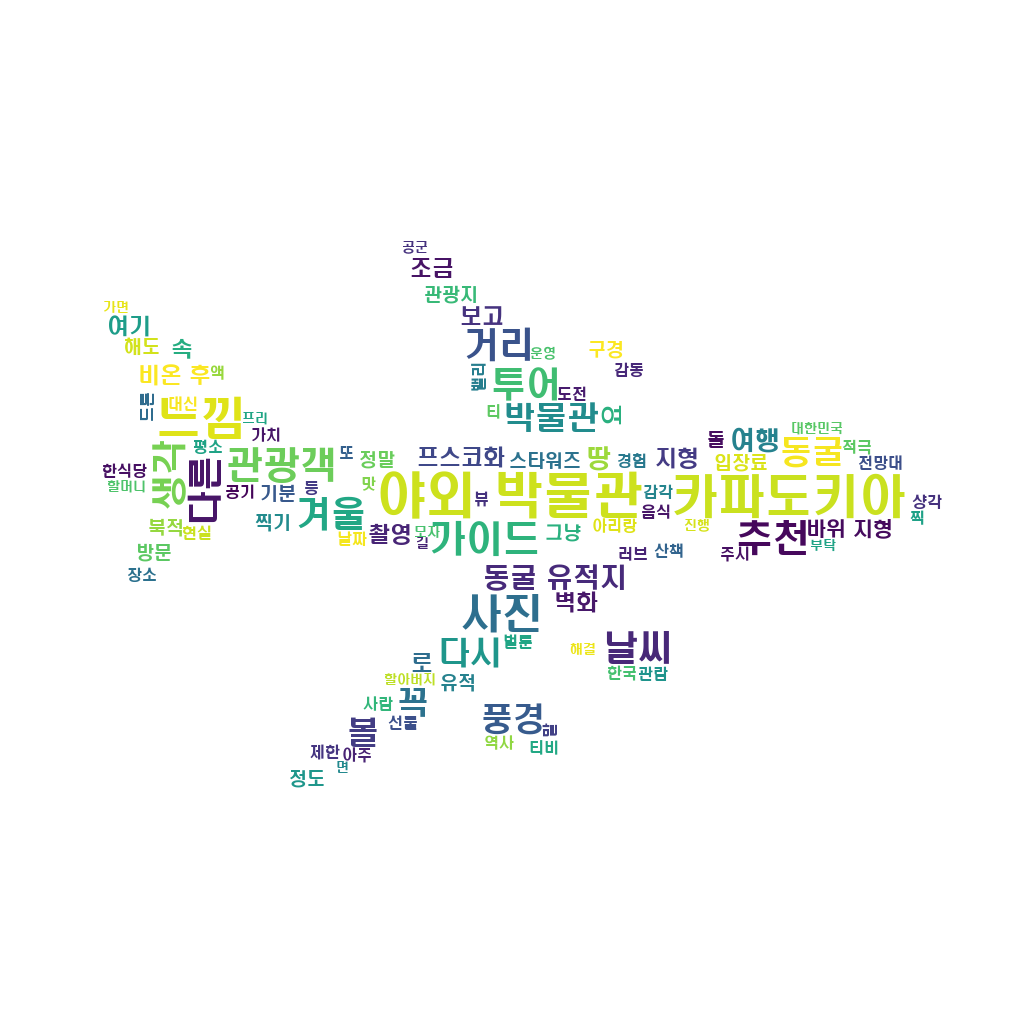 공군
조금
관광지
보고
거리
운영
투어
밸리
도전
티
박물관
여
구경
감동
가면
여기
해도
속
비온 후
액
드론
대신
느낌
프리
가치
평소
생각
다른
관광객
또
정말
한식당
할머니
공기
기분
등
맛
북적
현실
찍기
겨울
방문
장소
날짜
촬영
모자
길
프스코화
스타워즈
땅
경험
지형
돌
여행
대한민국
동굴
적극
입장료
전망대
야외 박물관
뷰
감각
음식
카파도키아
샹각
찍
가이드
그냥
아리랑
진행
추천
바위 지형
부탁
러브
산책
주시
동굴 유적지
벽화
사진
다시
벌룬
날씨
해결
한국
관람
로
할아버지
유적
사람
꼭
선물
볼
풍경
역사
티비
제한
아주
면
정도